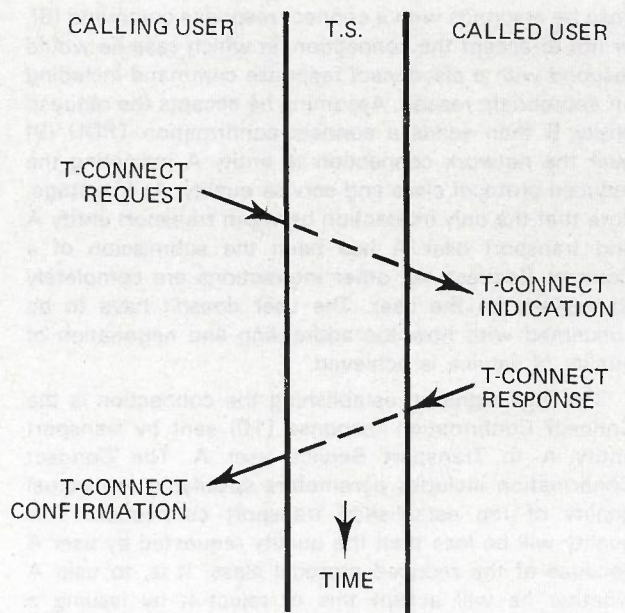 CALLING USER
T.S.
CALLED USER
T-CONNECT
REQUEST
T-CONNECT
INDICATION
T-CONNECT
RESPONSE
T-CONNECT
CONFIRMATION
TIME